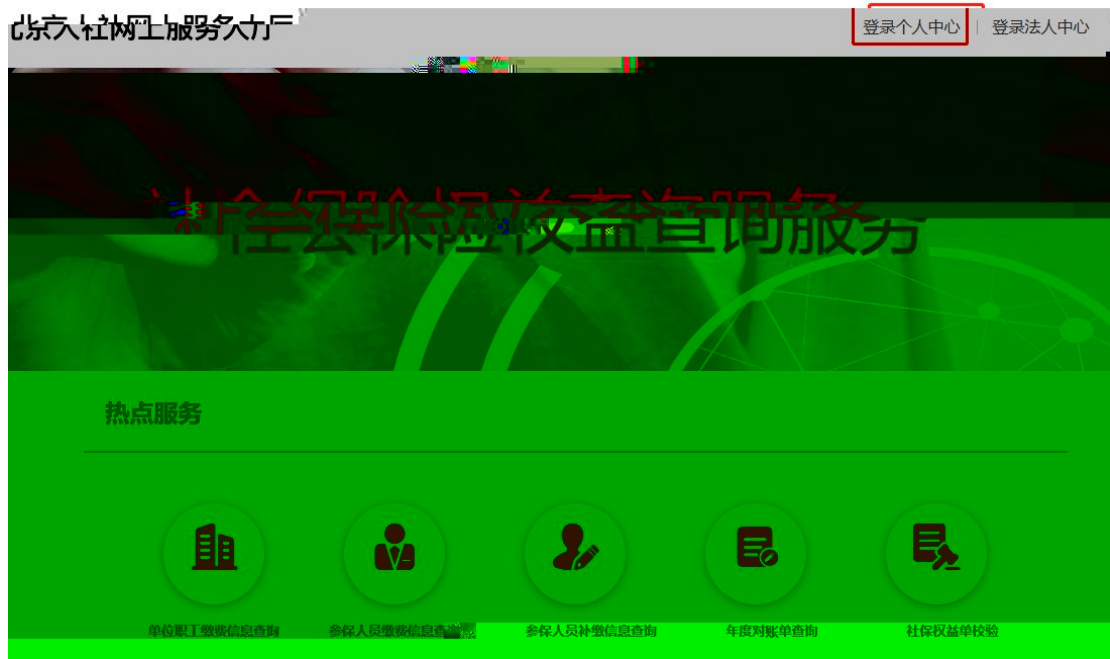 北京人社网上服务大厅
登录个人中心 | 登录法人中心
社会保险权益查询服务
热点服务
单位职工缴费信息查询
参保人员缴费信息查询
参保人员补缴信息查询
年度对账单查询
社保权益单校验